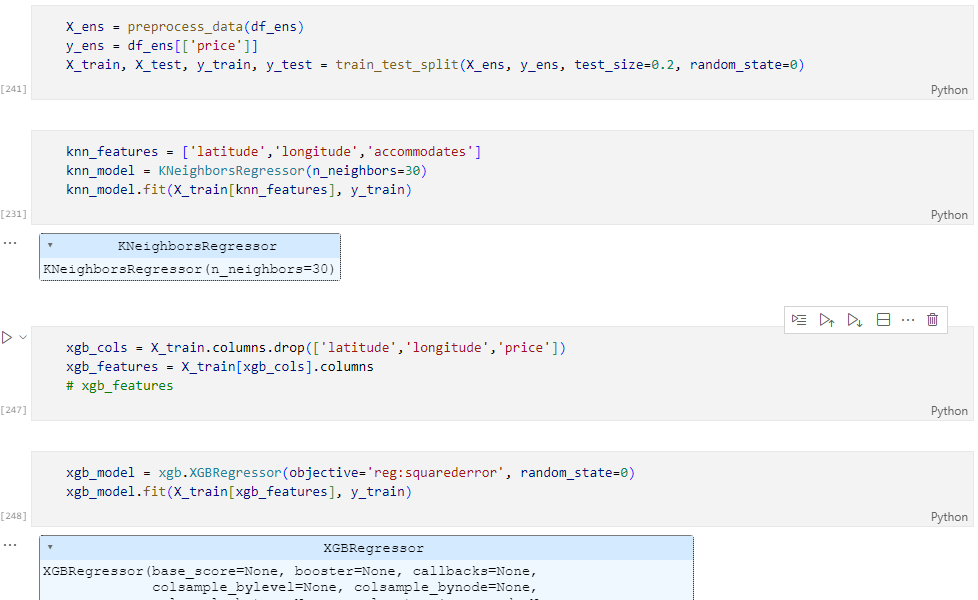 X_ens = preprocess_data(df_ens)
y_ens = df_ens[['price']]
X_train, X_test, y_train, y_test = train_test_split(X_ens, y_ens, test_size=0.2, random_state=0)
[241]
Python
knn_features = ['latitude','longitude','accommodates']
knn_model = KNeighborsRegressor(n_neighbors=30)
knn_model.fit(X_train[knn_features], y_train)
[231]
Python
KNeighborsRegressor
KNeighborsRegressor(n_neighbors=30)
xgb_cols = X_train.columns.drop(['latitude','longitude','price'])
xgb_features = X_train[xgb_cols].columns
# xgb_features
[247]
Python
xgb_model = xgb.XGBRegressor(objective='reg:squarederror', random_state=0)
xgb_model.fit(X_train[xgb_features], y_train)
[248]
Python
XGBRegressor
XGBRegressor(base_score=None, booster=None, callbacks=None,
colsample_bylevel=None, colsample_bynode=None,